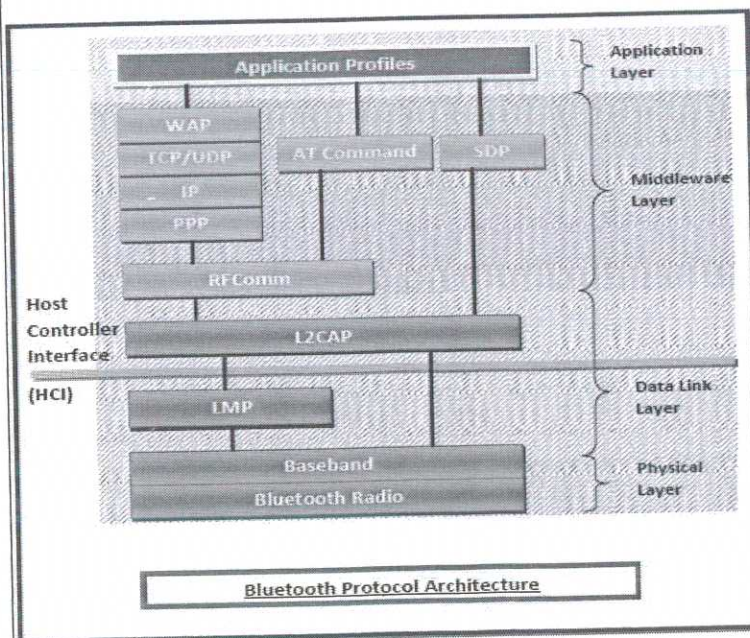 Application Profiles
Application
Layer
WAP
TCP/UDP
IP
PPP
AT Command
SDP
Middleware
Layer
RFComm
Host
Controller
Interface
(HCI)
L2CAP
LMP
Data Link
Layer
Baseband
Bluetooth Radio
Physical
Layer
Bluetooth Protocol Architecture